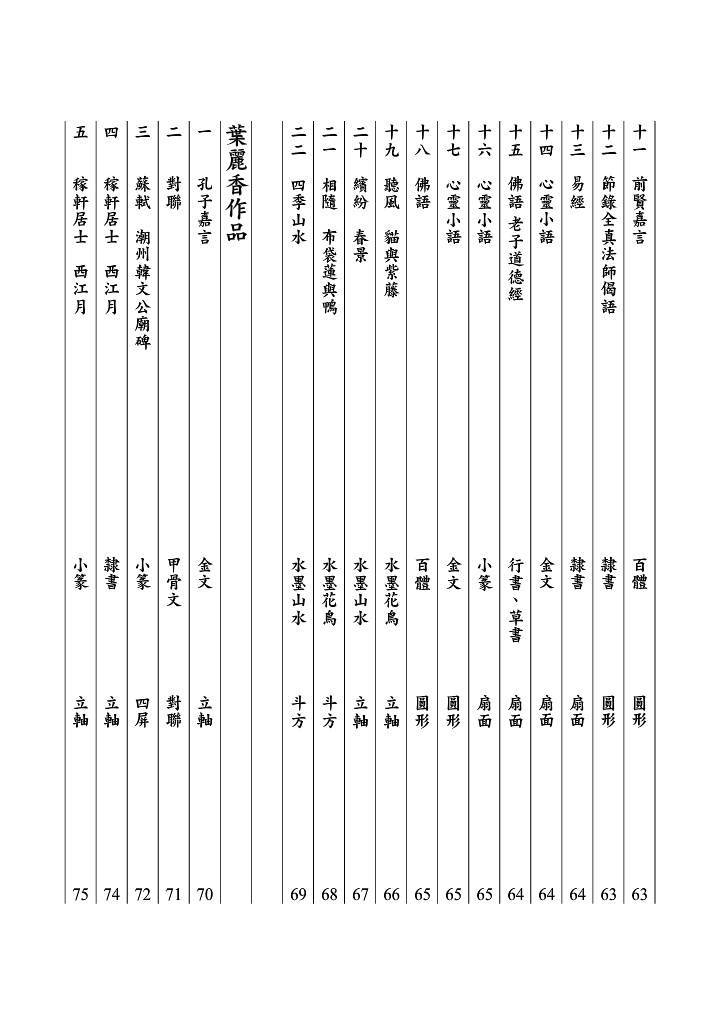 十一 前賢嘉言 百體 圓形 63
十二 節錄全真法師偈語 隸書 圓形 63
十三 易經 隸書 扇面 64
十四 心靈小語 金文 扇面 64
十五 佛語 老子道德經 行書、草書 扇面 64
十六 心靈小語 小篆 扇面 65
十七 心靈小語 金文 圓形 65
十八 佛語 百體 圓形 65
十九 聽風 貓與紫藤 水墨花鳥 立軸 66
二十 繽紛 春景 水墨山水 立軸 67
二一 相隨 布袋蓮與鴨 水墨花鳥 斗方 68
二二 四季山水 水墨山水 斗方 69
葉麗香作品
一 孔子嘉言 金文 立軸 70
二 對聯 甲骨文 對聯 71
三 蘇軾 潮州韓文公廟碑 小篆 四屏 72
四 稼軒居士 西江月 隸書 立軸 74
五 稼軒居士 西江月 小篆 立軸 75